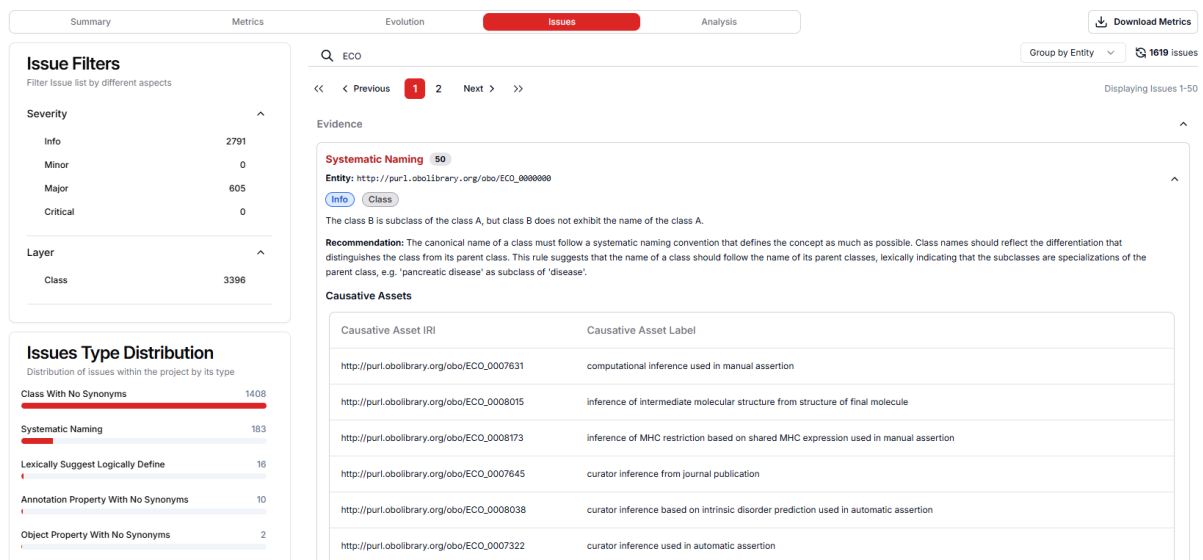 Summary
Metrics
Evolution
Issues
Analysis
Download Metrics
Issue Filters
Filter Issue list by different aspects
Severity
Info 2791
Minor 0
Major 605
Critical 0
Layer
Class 3396
Issues Type Distribution
Distribution of issues within the project by its type
Class With No Synonyms 1408
Systematic Naming 183
Lexically Suggest Logically Define 16
Annotation Property With No Synonyms 10
Object Property With No Synonyms 2
ECO
Group by Entity
1619 issues
Previous 1 2 Next
Displaying Issues 1-50
Evidence
Systematic Naming 50
Entity: http://purl.obolibrary.org/obo/ECO_0000000
Info Class
The class B is subclass of the class A, but class B does not exhibit the name of the class A.
Recommendation: The canonical name of a class must follow a systematic naming convention that defines the concept as much as possible. Class names should reflect the differentiation that
distinguishes the class from its parent class. This rule suggests that the name of a class should follow the name of its parent classes, lexically indicating that the subclasses are specializations of the
parent class, e.g. 'pancreatic disease' as subclass of 'disease'.
Causative Assets
Causative Asset IRI Causative Asset Label
http://purl.obolibrary.org/obo/ECO_0007631 computational inference used in manual assertion
http://purl.obolibrary.org/obo/ECO_0008015 inference of intermediate molecular structure from structure of final molecule
http://purl.obolibrary.org/obo/ECO_0008173 inference of MHC restriction based on shared MHC expression used in manual assertion
http://purl.obolibrary.org/obo/ECO_0007645 curator inference from journal publication
http://purl.obolibrary.org/obo/ECO_0008038 curator inference based on intrinsic disorder prediction used in automatic assertion
http://purl.obolibrary.org/obo/ECO_0007322 curator inference used in automatic assertion